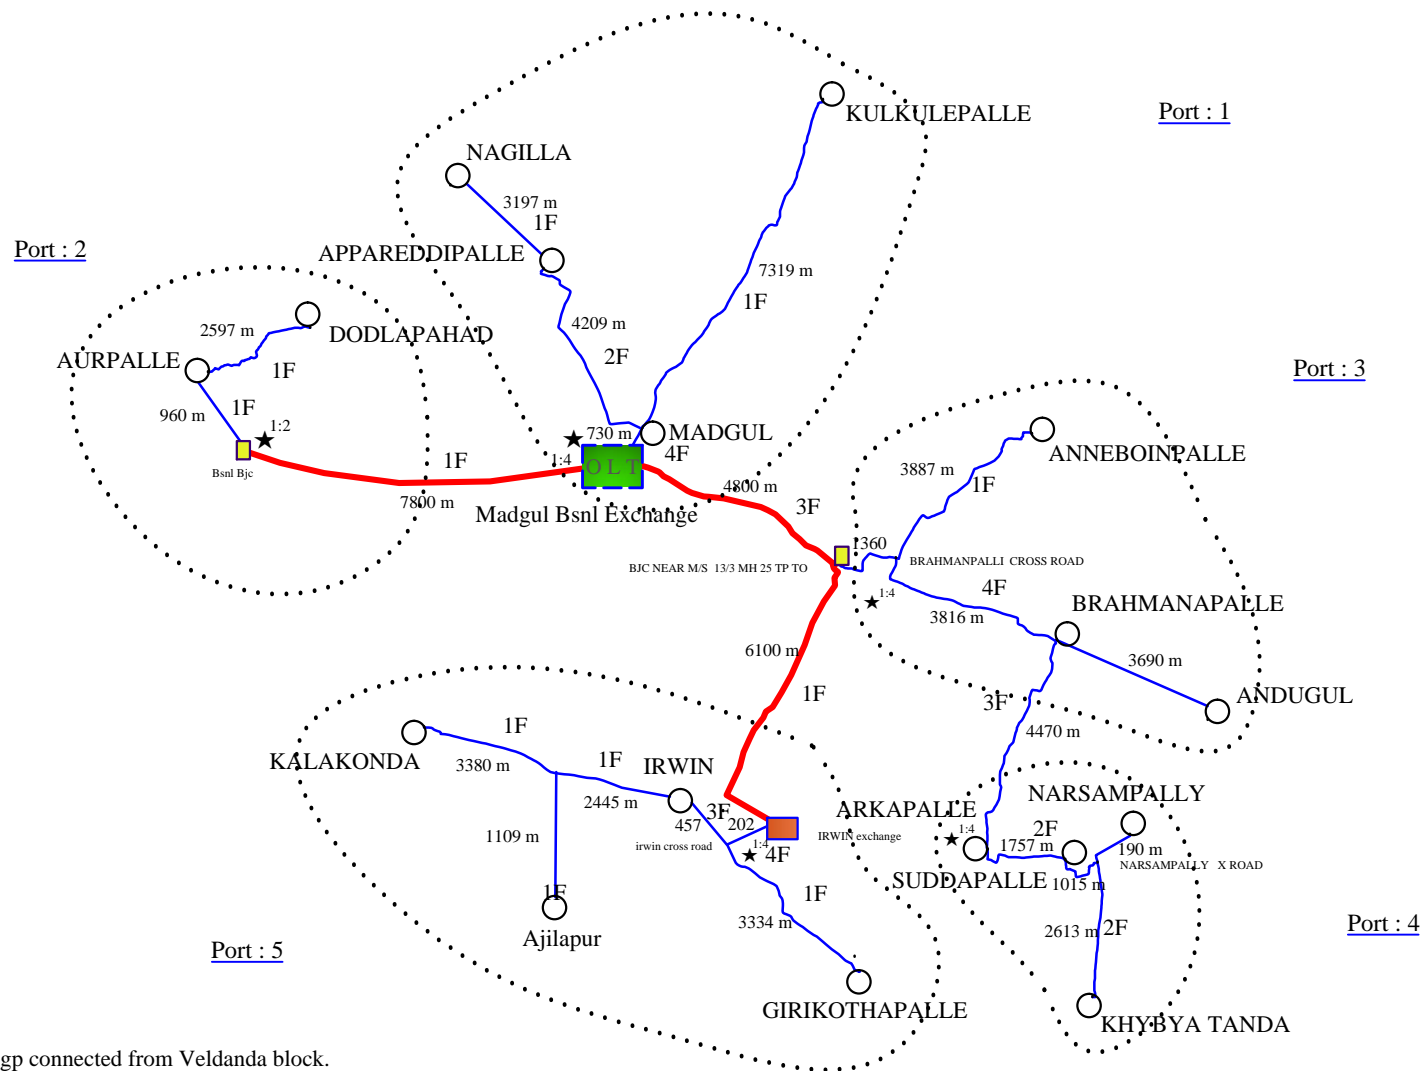 KULKULEPALLE
Port : 1
NAGILLA
3197 m
1F
Port : 2
APPAREDDIPALLE
7319 m
1F
2597 m
DODLAPAHAD
4209 m
2F
AURPALLE
1F
Port : 3
960 m
1F
1:2
730 m
MADGUL
ANNEBOINPALLE
Bsnl Bjc
1F
1:4
O L T
4F
3887 m
1F
7800 m
4800 m
3F
Madgul Bsnl Exchange
1360
BJC NEAR M/S 13/3 MH 25 TP TO
BRAHMANPALLI CROSS ROAD
1:4
4F
3816 m
BRAHMANAPALLE
6100 m
3690 m
1F
3F
ANDUGUL
4470 m
1F
KALAKONDA
3380 m
1F
IRWIN
2445 m
ARKAPALLE
NARSAMPALLY
1109 m
457
3F
202
irwin cross road
1:4
4F
IRWIN exchange
1:4
2F
1757 m
190 m
NARSAMPALLY X ROAD
SUDDAPALLE
1015 m
1F
1F
3334 m
2613 m
2F
Ajilapur
Port : 4
Port : 5
GIRIKOTHAPALLE
KHYBYA TANDA
gp connected from Veldanda block.